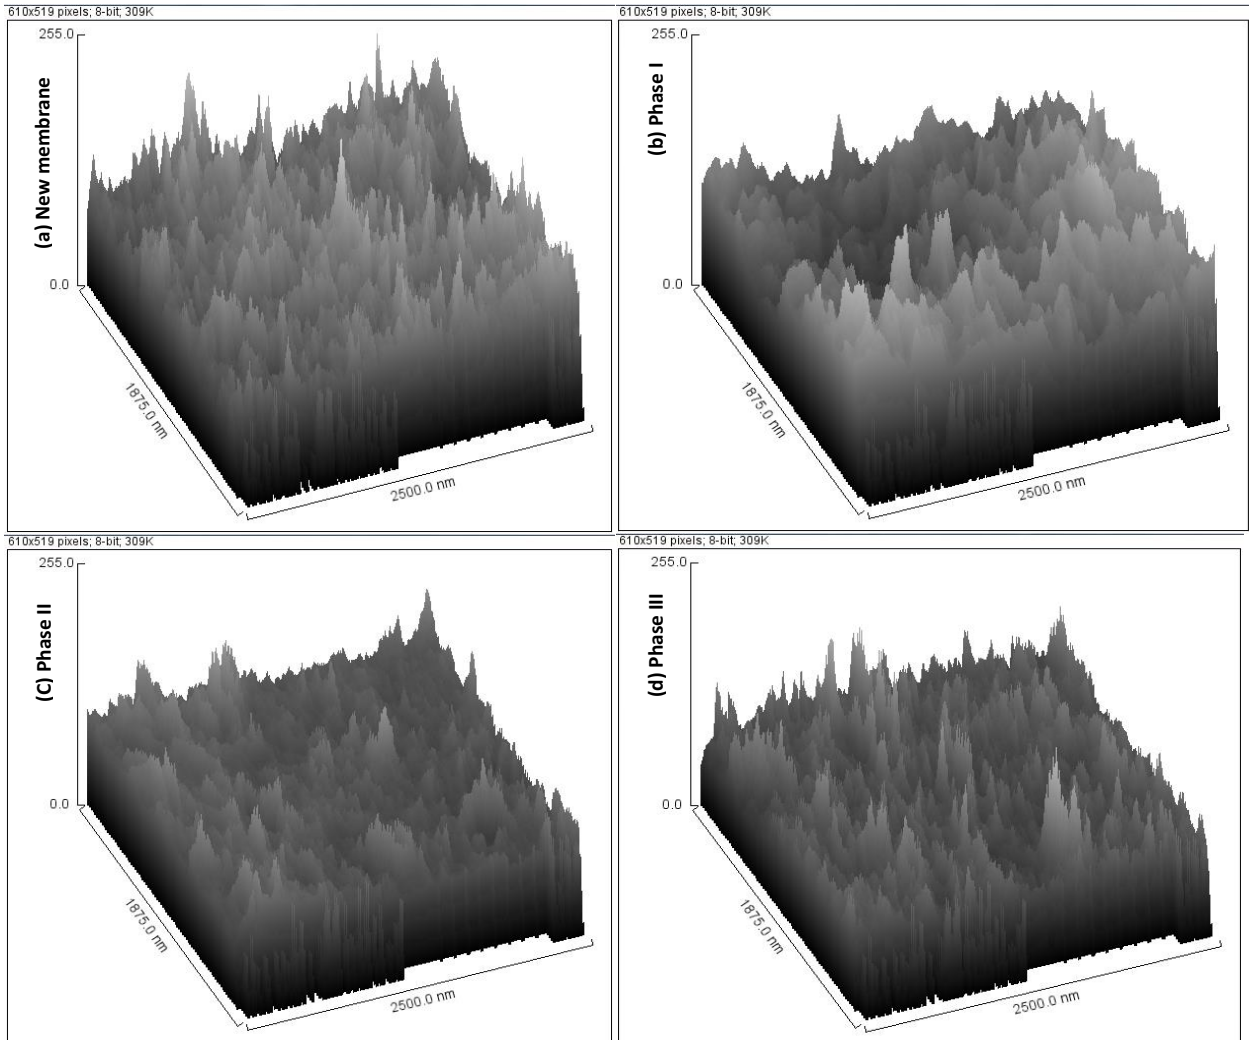 610x519 pixels; 8-bit; 309K
255.0
(a) New membrane
0.0
1875.0 nm
2500.0 nm
610x519 pixels; 8-bit; 309K
255.0
(b) Phase I
0.0
1875.0 nm
2500.0 nm
610x519 pixels; 8-bit; 309K
255.0
(C) Phase II
0.0
1875.0 nm
2500.0 nm
610x519 pixels; 8-bit; 309K
255.0
(d) Phase III
0.0
1875.0 nm
2500.0 nm